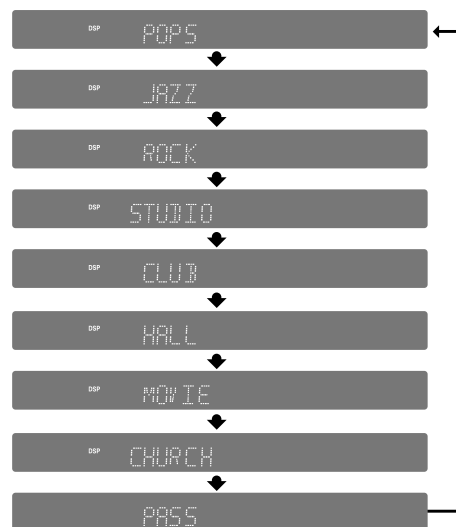 DSP POPS
DSP JAZZ
DSP ROCK
DSP STUDIO
DSP CLUB
DSP HALL
DSP MOVIE
DSP CHURCH
PASS